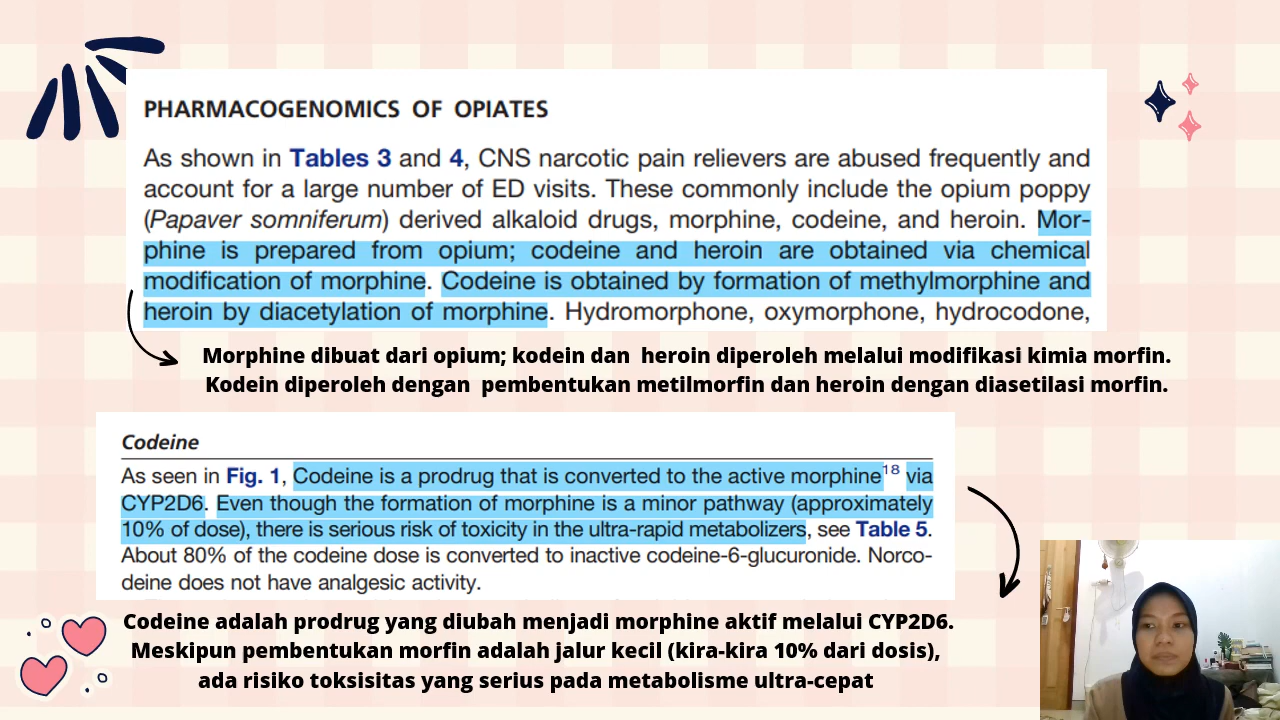 PHARMACOGENOMICS OF OPIATES
As shown in Tables 3 and 4, CNS narcotic pain relievers are abused frequently and
account for a large number of ED visits. These commonly include the opium poppy
(Papaver somniferum) derived alkaloid drugs, morphine, codeine, and heroin. Mor-
phine is prepared from opium; codeine and heroin are obtained via chemical
modification of morphine. Codeine is obtained by formation of methylmorphine and
heroin by diacetylation of morphine. Hydromorphone, oxymorphone, hydrocodone,
Morphine dibuat dari opium; kodein dan heroin diperoleh melalui modifikasi kimia morfin.
Kodein diperoleh dengan pembentukan metilmorfin dan heroin dengan diasetilasi morfin.
Codeine
As seen in Fig. 1, Codeine is a prodrug that is converted to the active morphine18 via
CYP2D6. Even though the formation of morphine is a minor pathway (approximately
10% of dose), there is serious risk of toxicity in the ultra-rapid metabolizers, see Table 5.
About 80% of the codeine dose is converted to inactive codeine-6-glucuronide. Norco-
deine does not have analgesic activity.
Codeine adalah prodrug yang diubah menjadi morphine aktif melalui CYP2D6.
Meskipun pembentukan morfin adalah jalur kecil (kira-kira 10% dari dosis),
ada risiko toksisitas yang serius pada metabolisme ultra-cepat